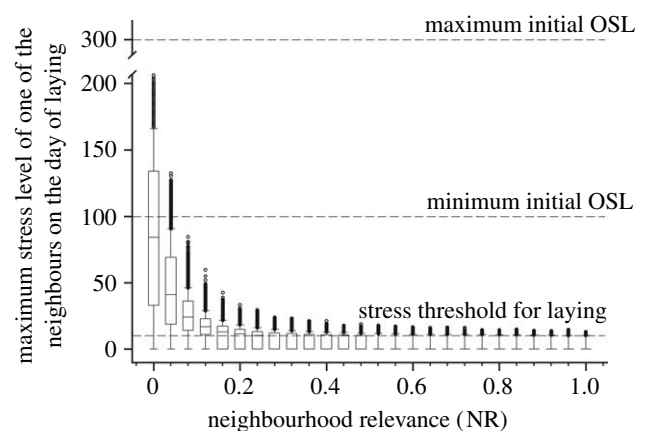 maximum initial OSL
300
200
150
minimum initial OSL
100
50
stress threshold for laying
0
maximum stress level of one of the
neighbours on the day of laying
0 0.2 0.4 0.6 0.8 1.0
neighbourhood relevance (NR)